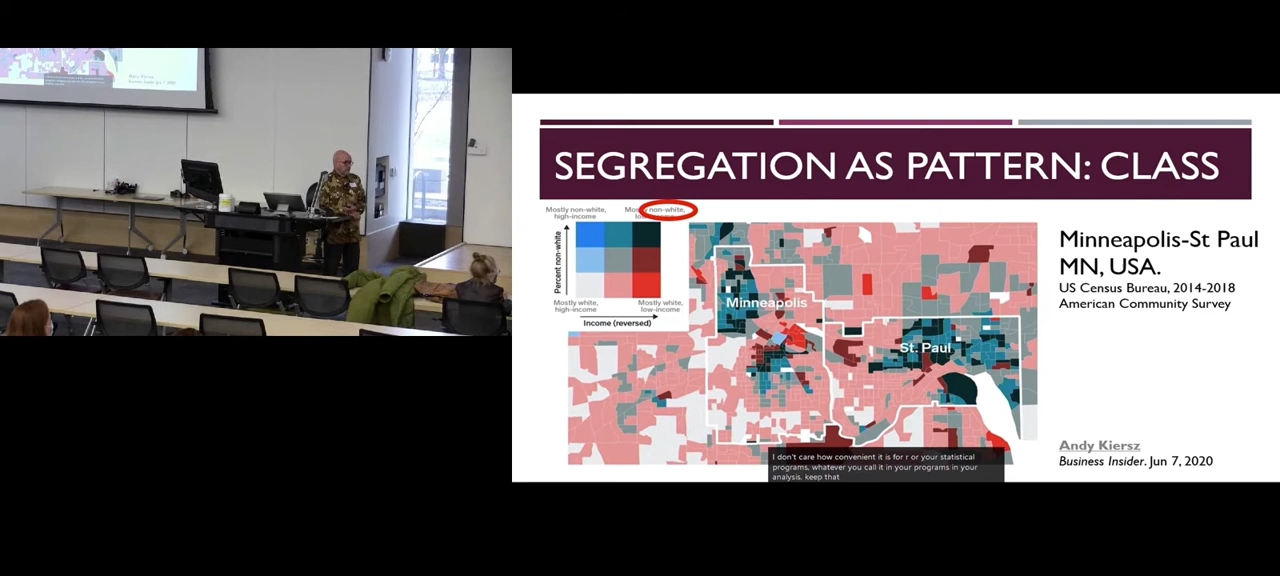 SEGREGATION AS PATTERN: CLASS
Mostly non-white,
high-income
Mostly non-white,
Percent non-white
Mostly white,
high-income
Mostly white,
low-income
Income (reversed)
Minneapolis
St. Paul
Minneapolis-St Paul
MN, USA.
US Census Bureau, 2014-2018
American Community Survey
Andy Kiersz
Business Insider. Jun 7, 2020
I don't care how convenient it is for r or your statistical
programs, whatever you call it in your programs in your
analysis. keep that